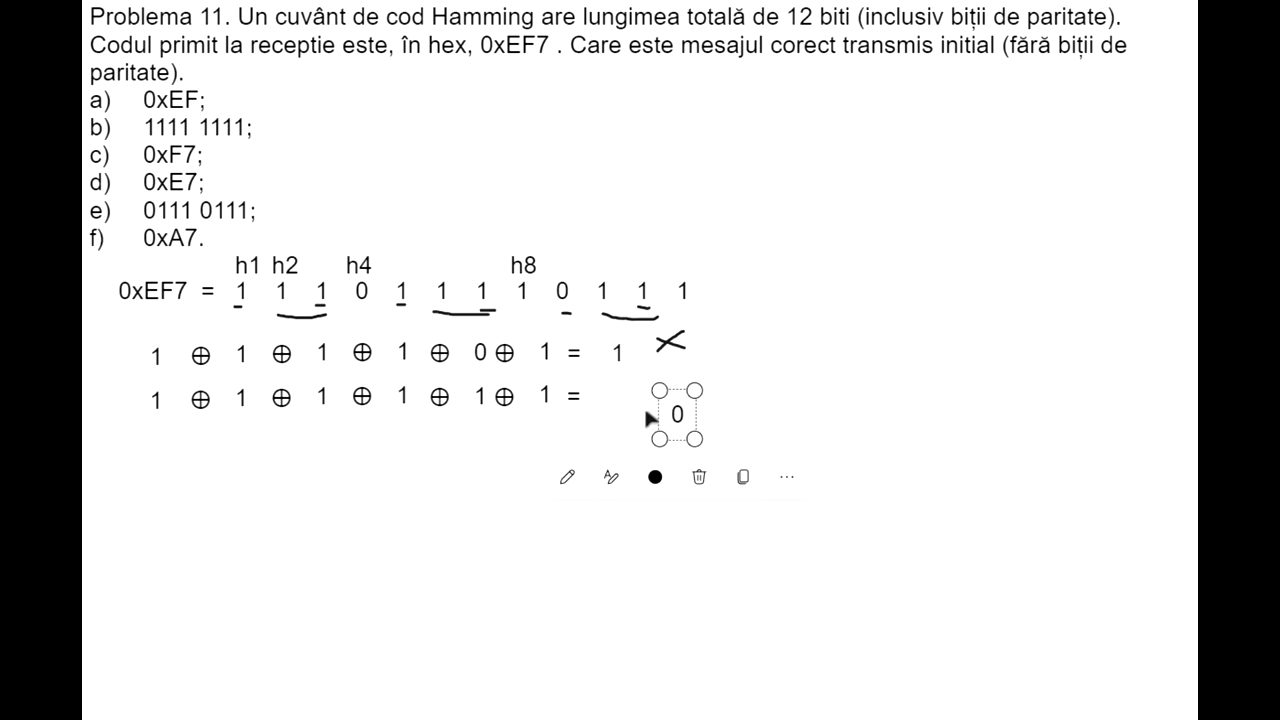 Problema 11. Un cuvânt de cod Hamming are lungimea totală de 12 biti (inclusiv biții de paritate).
Codul primit la receptie este, în hex, 0xEF7 . Care este mesajul corect transmis initial (fără biții de
paritate).
a) 0xEF;
b) 1111 1111;
c) 0xF7;
d) 0xE7;
e) 0111 0111;
f) 0xA7.
h1 h2 h4 h8
0xEF7 = 1 1 1 0 1 1 1 1 0 1 1 1
1 ⊕ 1 ⊕ 1 ⊕ 1 ⊕ 0 ⊕ 1 = 1
1 ⊕ 1 ⊕ 1 ⊕ 1 ⊕ 1 ⊕ 1 =
0